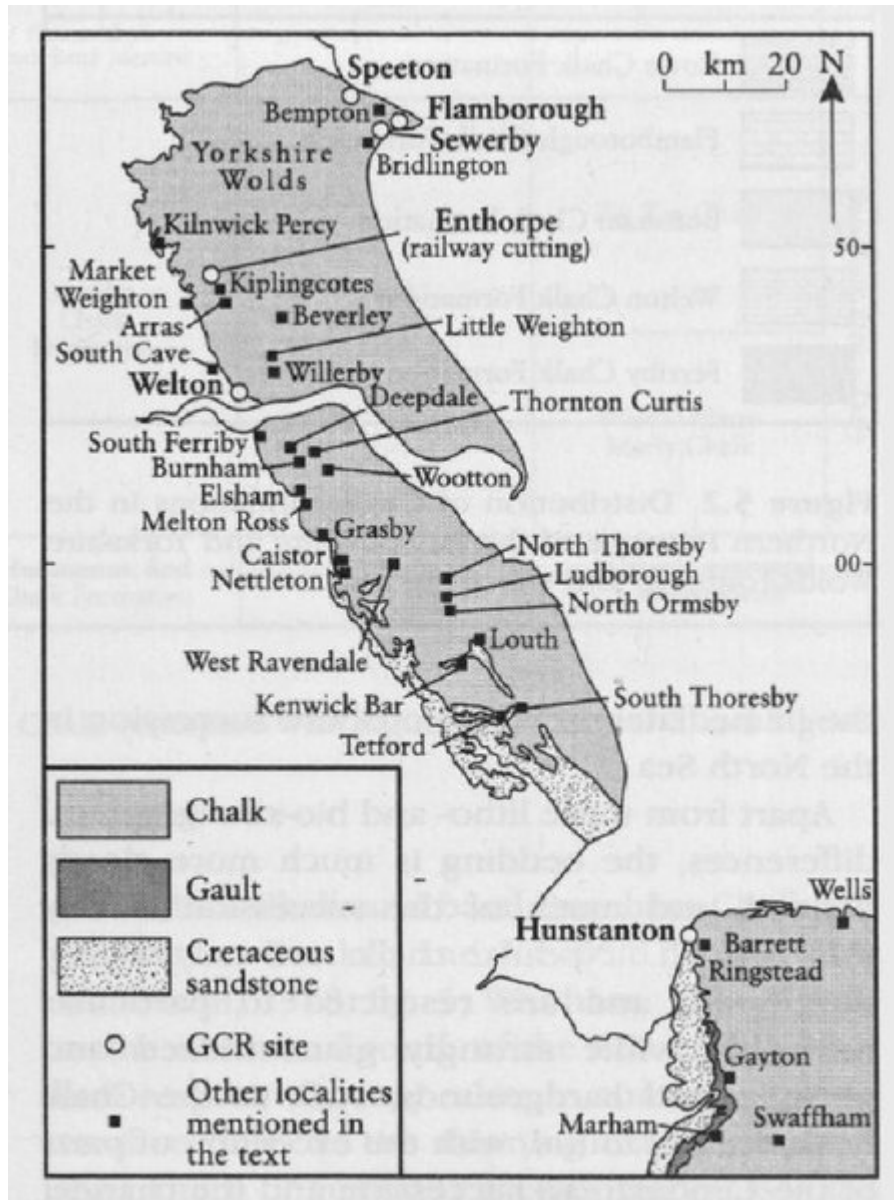 Speeton
0 km 20
N
Bempton
Flamborough
Sewerby
Bridlington
Yorkshire
Wolds
Kilnwick Percy
Enthorpe
(railway cutting)
50
Market
Weighton
Kiplingcotes
Arras
Beverley
Little Weighton
South Cave
Willerby
Welton
Deepdale
Thornton Curtis
South Ferriby
Burnham
Wootton
Elsham
Melton Ross
Grasby
Caistor
Nettleton
North Thoresby
00
Ludborough
North Ormsby
Louth
West Ravendale
Kenwick Bar
South Thoresby
Tetford
Chalk
Gault
Cretaceous
sandstone
GCR site
Other localities
mentioned in
the text
Wells
Hunstanton
Barrett
Ringstead
Gayton
Marham
Swaffham